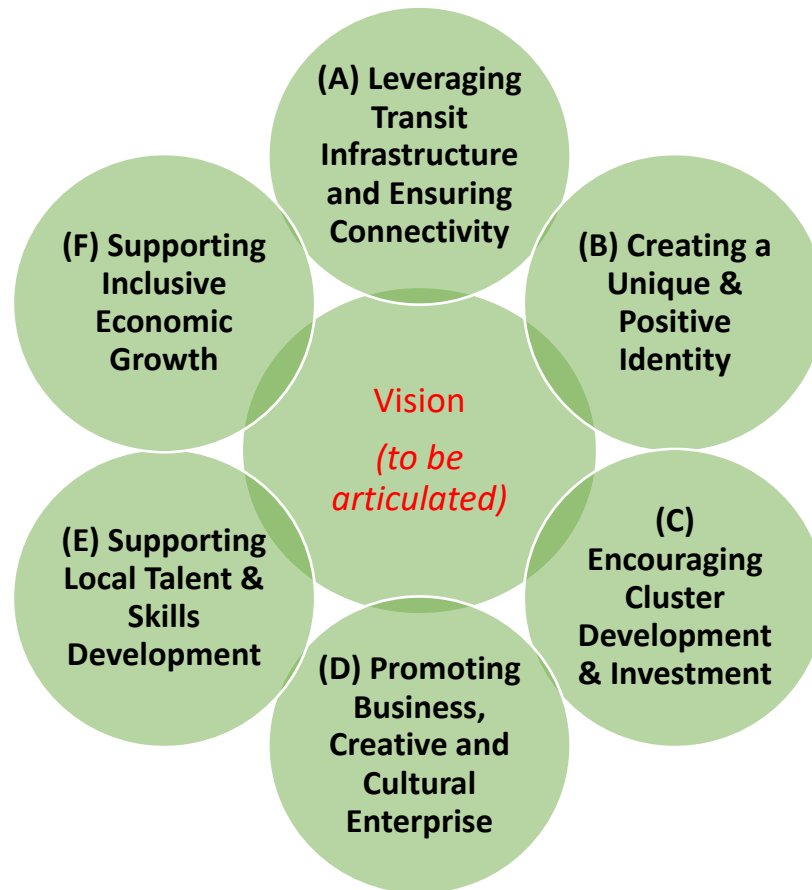 (A) Leveraging
Transit
Infrastructure
and Ensuring
Connectivity
(B) Creating a
Unique &
Positive
Identity
(C)
Encouraging
Cluster
Development
& Investment
(D) Promoting
Business,
Creative and
Cultural
Enterprise
(E) Supporting
Local Talent &
Skills
Development
(F) Supporting
Inclusive
Economic
Growth
Vision
(to be
articulated)